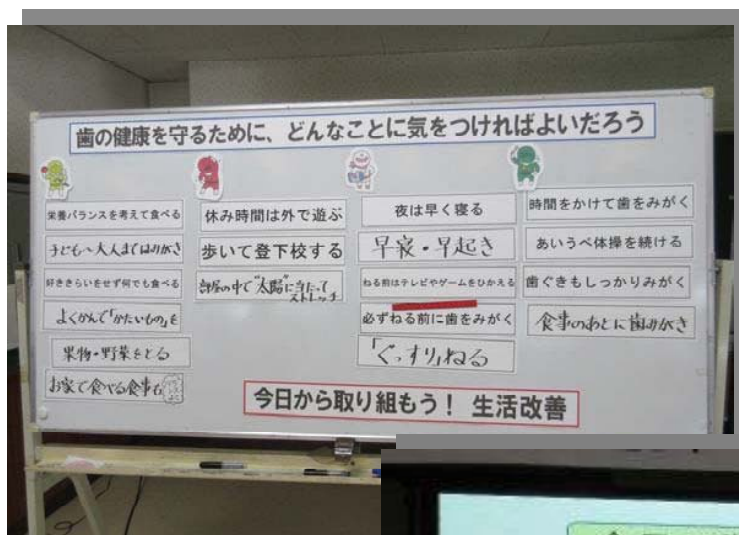 歯の健康を守るために、どんなことに気をつければよいだろう
栄養バランスを考えて食べる
子ども〜大人まではみがき
好ききらいをせず何でも食べる
よくかんで「かたいもの」を
果物・野菜をとる
お家で食べる食事も
休み時間は外で遊ぶ
歩いて登下校する
部屋の中で"太陽"に当たって
ストレッチ
夜は早く寝る
早寝・早起き
ねる前はテレビやゲームをひかえる
必ずねる前に歯をみがく
「ぐっすり」ねる
時間をかけて歯をみがく
あいうべ体操を続ける
歯ぐきもしっかりみがく
食事のあとに歯みがき
今日から取り組もう！ 生活改善